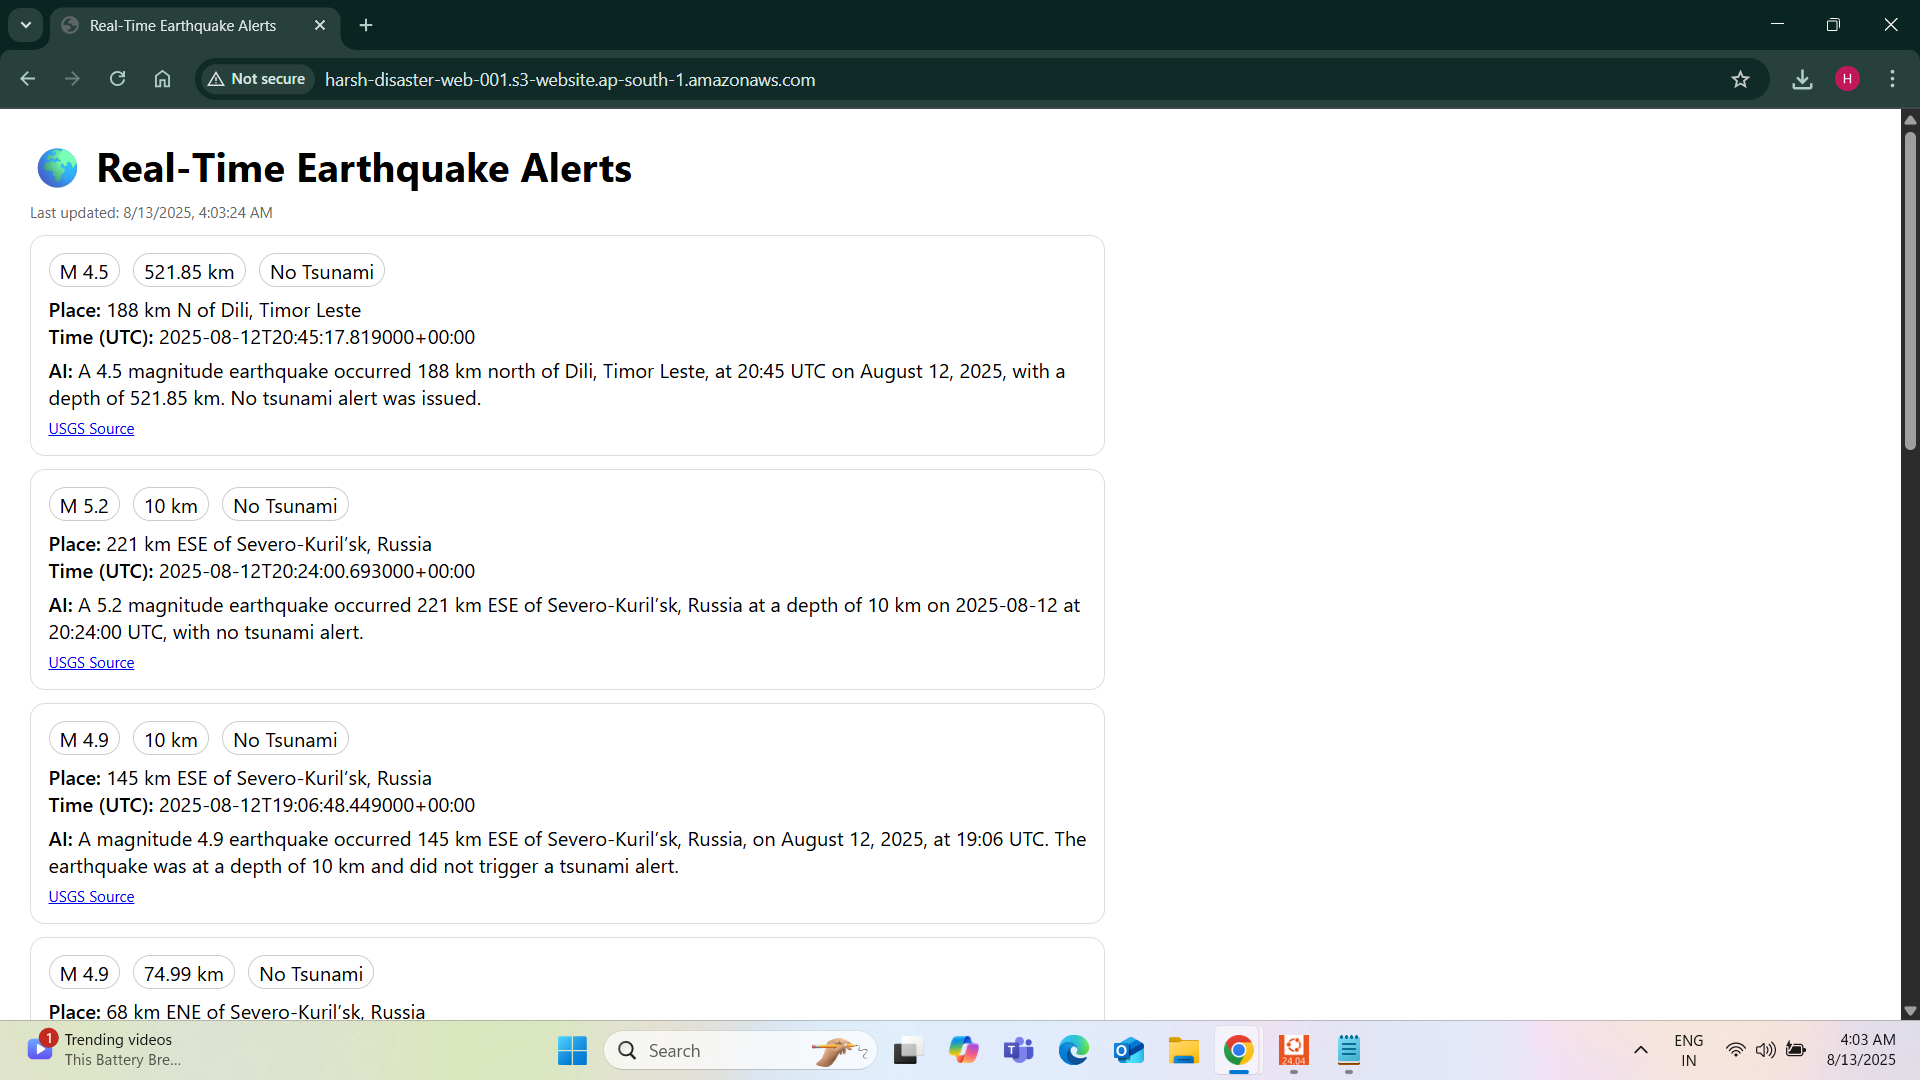 Real-Time Earthquake Alerts
Not secure harsh-disaster-web-001.s3-website.ap-south-1.amazonaws.com
H
Real-Time Earthquake Alerts
Last updated: 8/13/2025, 4:03:24 AM
M 4.5 521.85 km No Tsunami
Place: 188 km N of Dili, Timor Leste
Time (UTC): 2025-08-12T20:45:17.819000+00:00
AI: A 4.5 magnitude earthquake occurred 188 km north of Dili, Timor Leste, at 20:45 UTC on August 12, 2025, with a
depth of 521.85 km. No tsunami alert was issued.
USGS Source
M 5.2 10 km No Tsunami
Place: 221 km ESE of Severo-Kuril’sk, Russia
Time (UTC): 2025-08-12T20:24:00.693000+00:00
AI: A 5.2 magnitude earthquake occurred 221 km ESE of Severo-Kuril’sk, Russia at a depth of 10 km on 2025-08-12 at
20:24:00 UTC, with no tsunami alert.
USGS Source
M 4.9 10 km No Tsunami
Place: 145 km ESE of Severo-Kuril’sk, Russia
Time (UTC): 2025-08-12T19:06:48.449000+00:00
AI: A magnitude 4.9 earthquake occurred 145 km ESE of Severo-Kuril’sk, Russia, on August 12, 2025, at 19:06 UTC. The
earthquake was at a depth of 10 km and did not trigger a tsunami alert.
USGS Source
M 4.9 74.99 km No Tsunami
Place: 68 km ENE of Severo-Kuril’sk, Russia
1
Trending videos
This Battery Bre...
Search
24.04
ENG
IN
4:03 AM
8/13/2025